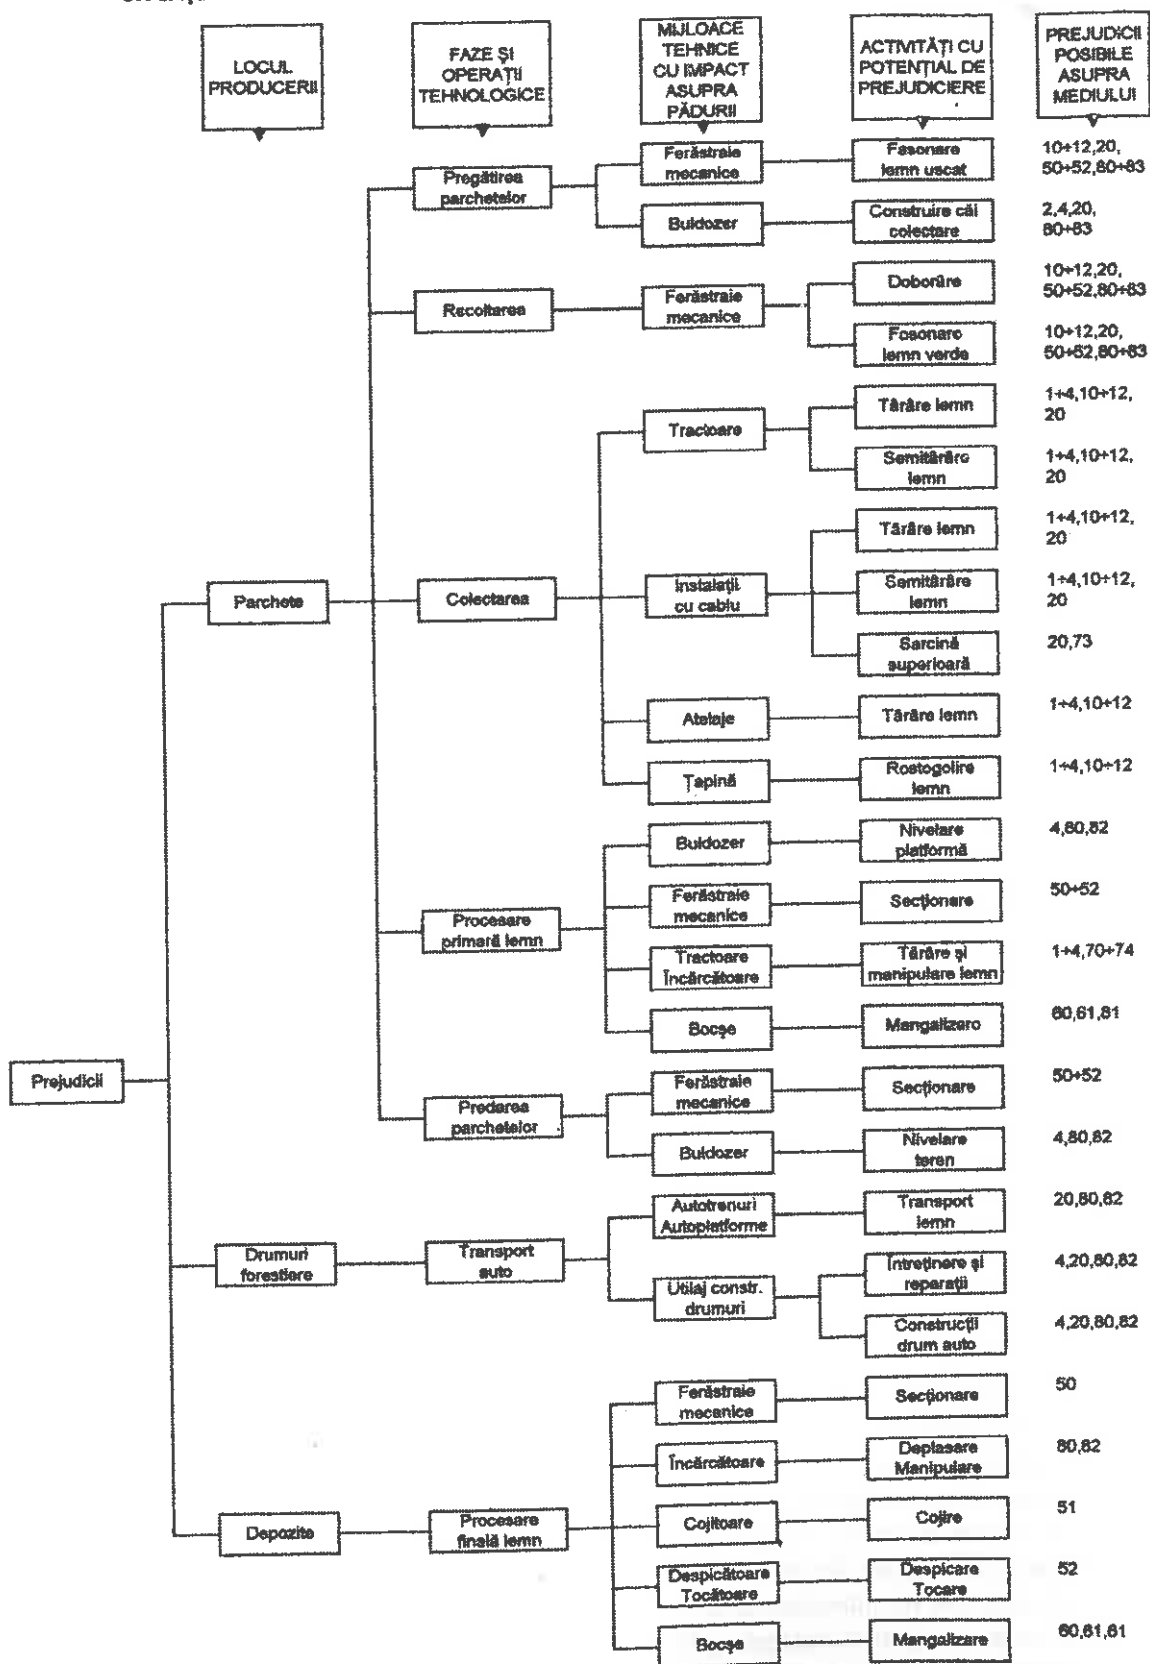 LOCUL
PRODUCERII
FAZE ȘI
OPERAȚII
TEHNOLOGICE
MIJLOACE
TEHNICE
CU IMPACT
ASUPRA
PĂDURII
ACTIVITĂȚI CU
POTENȚIAL DE
PREJUDICIERE
PREJUDICII
POSIBILE
ASUPRA
MEDIULUI
Prejudicii
Parchete
Pregătirea
parchetelor
Ferăstraie
mecanice
Fasonare
lemn uscat
10÷12,20,
50÷52,80÷83
Buldozer
Construire căi
colectare
2,4,20,
80÷83
Recoltarea
Ferăstraie
mecanice
Doborâre
10÷12,20,
50÷52,80÷83
Fasonare
lemn verde
10÷12,20,
50÷52,80÷83
Colectarea
Tractoare
Târâre lemn
1÷4,10÷12,
20
Semitârâre
lemn
1÷4,10÷12,
20
Instalații
cu cablu
Târâre lemn
1÷4,10÷12,
20
Semitârâre
lemn
1÷4,10÷12,
20
Sarcină
superioară
20,73
Atelaje
Târâre lemn
1÷4,10÷12
Țapină
Rostogolire
lemn
1÷4,10÷12
Procesare
primară lemn
Buldozer
Nivelare
platformă
4,80,82
Ferăstraie
mecanice
Secționare
50÷52
Tractoare
Încărcătoare
Târâre și
manipulare lemn
1÷4,70÷74
Bocșe
Mangalizare
60,61,81
Predarea
parchetelor
Ferăstraie
mecanice
Secționare
50÷52
Buldozer
Nivelare
teren
4,80,82
Drumuri
forestiere
Transport
auto
Autotrenuri
Autoplatforme
Transport
lemn
20,80,82
Utilaj constr.
drumuri
Întreținere și
reparații
4,20,80,82
Construcții
drum auto
4,20,80,82
Depozite
Procesare
finală lemn
Ferăstraie
mecanice
Secționare
50
Încărcătoare
Deplasare
Manipulare
80,82
Cojitoare
Cojire
51
Despicătoare
Tocătoare
Despicare
Tocare
52
Bocșe
Mangalizare
60,61,81